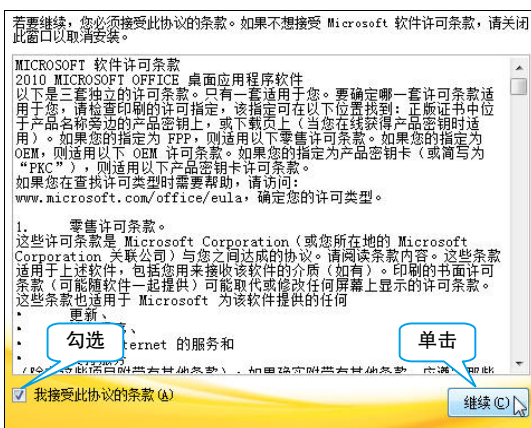 若要继续，您必须接受此协议的条款。如果不想接受 Microsoft 软件许可条款，请关闭
此窗口以取消安装。
MICROSOFT 软件许可条款
2010 MICROSOFT OFFICE 桌面应用程序软件
以下是三套独立的许可条款。只有一套适用于您。要确定哪一套许可条款适
用于您，请检查印刷的许可指定，该指定可在以下位置找到：正版证书中位
于产品名称旁边的产品密钥上，或下载页上（当您在线获得产品密钥时适
用）。如果您的指定为 FPP，则适用以下零售许可条款。如果您的指定为
OEM，则适用以下 OEM 许可条款。如果您的指定为产品密钥卡（或简写为
“PKC”），则适用以下产品密钥卡许可条款。
如果您在查找许可类型时需要帮助，请访问：
www.microsoft.com/office/eula，确定您的许可类型。
1. 零售许可条款。
这些许可条款是 Microsoft Corporation（或您所在地的 Microsoft
Corporation 关联公司）与您之间达成的协议。请阅读条款内容。这些条款
适用于上述软件，包括您用来接收该软件的介质（如有）。印刷的书面许可
条款（可能随软件一起提供）可能取代或修改任何屏幕上显示的许可条款。
这些条款也适用于 Microsoft 为该软件提供的任何
• 更新、
•
• ternet 的服务和
•
勾选
单击
我接受此协议的条款(A)
继续(C)